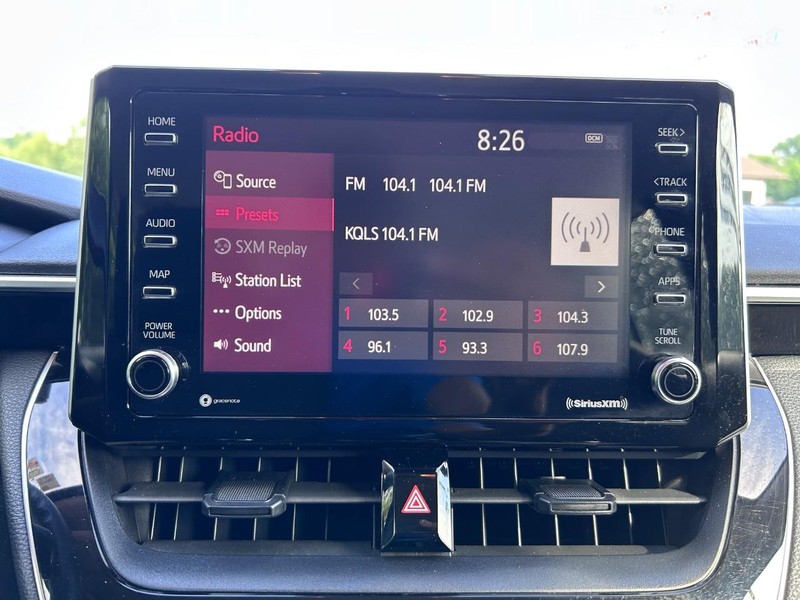 HOME
MENU
AUDIO
MAP
POWER
VOLUME
Radio
8:26
DCM
Source
Presets
SXM Replay
Station List
Options
Sound
FM 104.1 104.1 FM
KQLS 104.1 FM
1 103.5
2 102.9
3 104.3
4 96.1
5 93.3
6 107.9
gracenote
SiriusXM
SEEK >
< TRACK
PHONE
APPS
TUNE
SCROLL